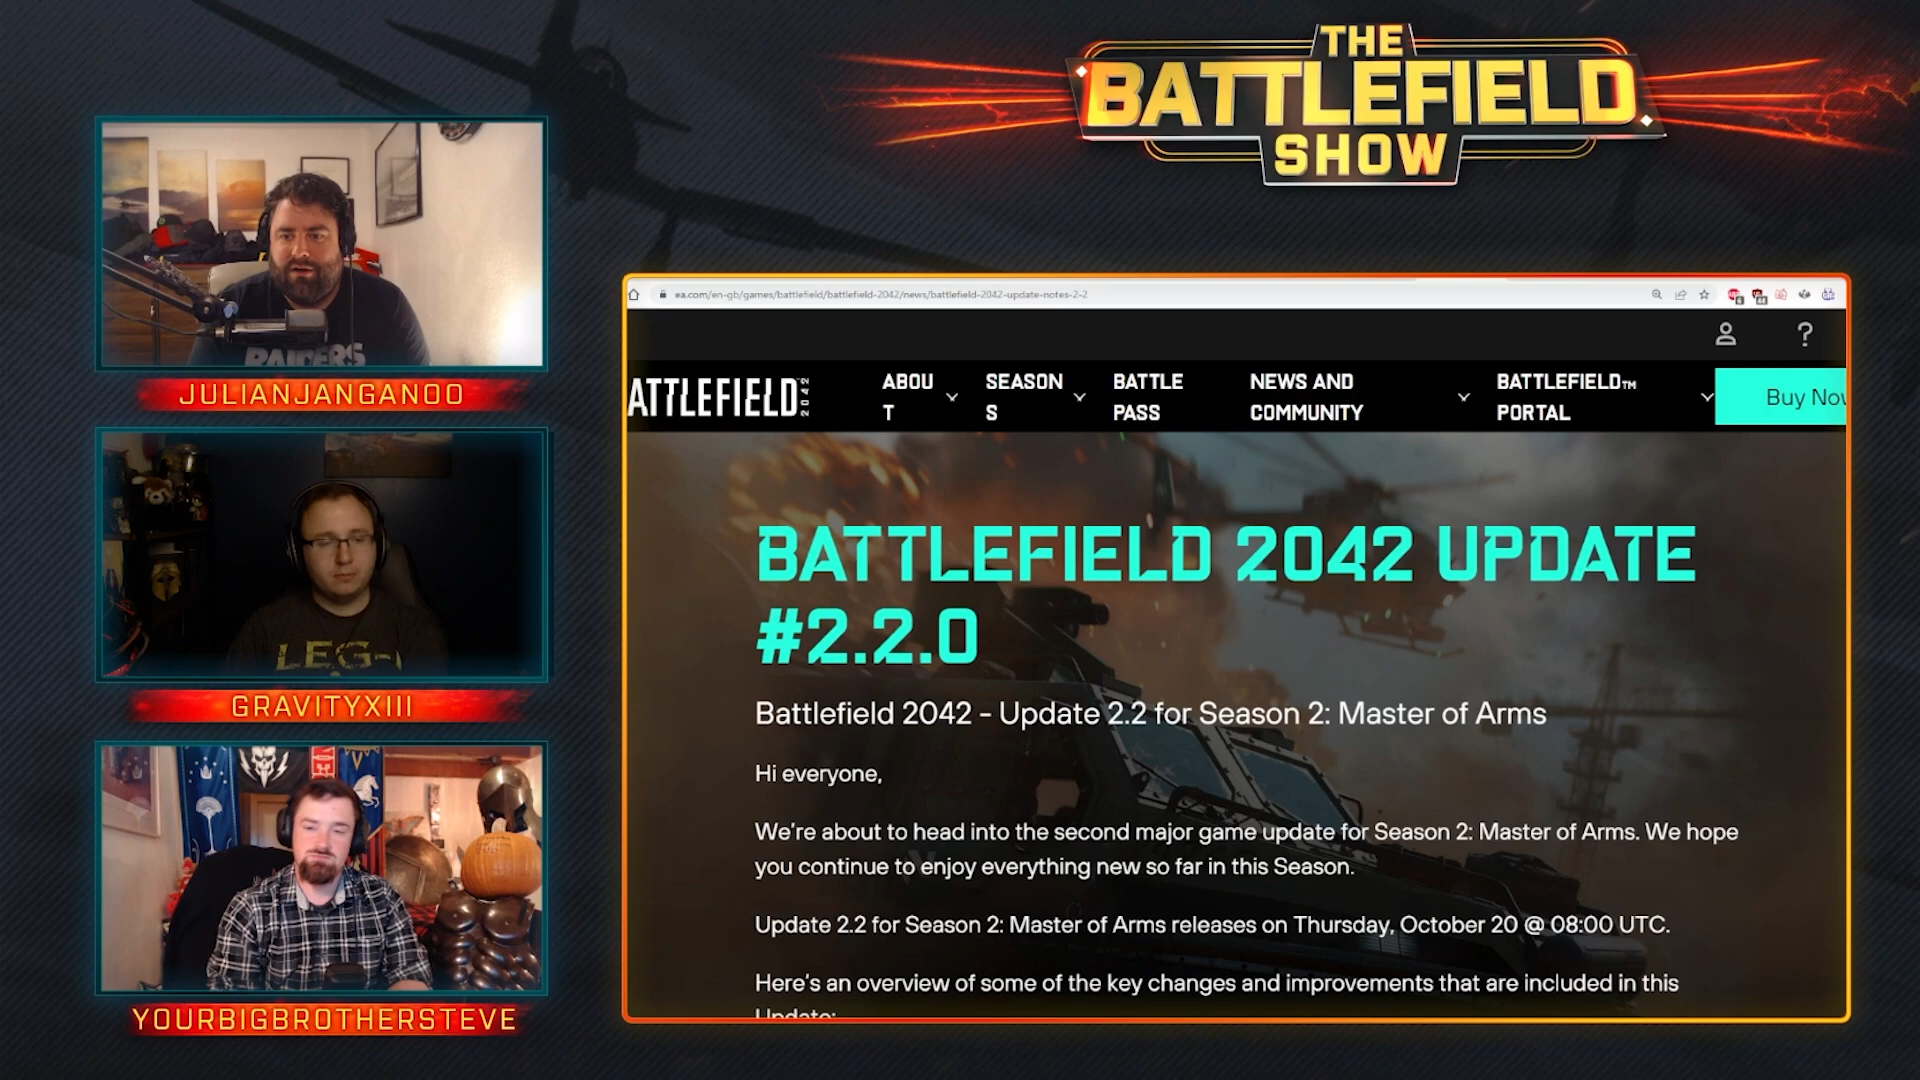 THE
BATTLEFIELD
SHOW
RAIDERS
JULIANJANGANOO
LEG
GRAVITYXIII
YOURBIGBROTHERSTEVE
ea.com/en-gb/games/battlefield/battlefield-2042/news/battlefield-2042-update-notes-2-2
ATTLEFIELD 2042
ABOU
T
SEASON
S
BATTLE
PASS
NEWS AND
COMMUNITY
BATTLEFIELD™
PORTAL
Buy Now
BATTLEFIELD 2042 UPDATE
#2.2.0
Battlefield 2042 - Update 2.2 for Season 2: Master of Arms
Hi everyone,
We're about to head into the second major game update for Season 2: Master of Arms. We hope
you continue to enjoy everything new so far in this Season.
Update 2.2 for Season 2: Master of Arms releases on Thursday, October 20 @ 08:00 UTC.
Here's an overview of some of the key changes and improvements that are included in this
Update: